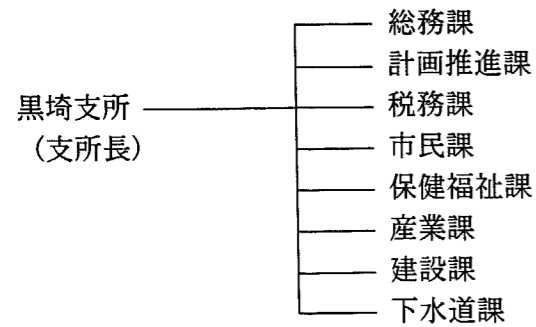 黒埼支所
（支所長）
総務課
計画推進課
税務課
市民課
保健福祉課
産業課
建設課
下水道課